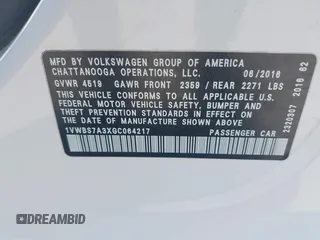 MFD BY VOLKSWAGEN GROUP OF AMERICA
CHATTANOOGA OPERATIONS, LLC. 06/2016
GVWR 4519 GAWR FRONT 2359 / REAR 2271 LBS
THIS VEHICLE CONFORMS TO ALL APPLICABLE
FEDERAL MOTOR VEHICLE SAFETY, BUMPER AND
THEFT PREVENTION STANDARDS IN EFFECT ON
THE DATE OF MANUFACTURE SHOWN ABOVE.
1VWBS7A3XGC064217 PASSENGER CAR
2320307 2016 62
DREAMBID